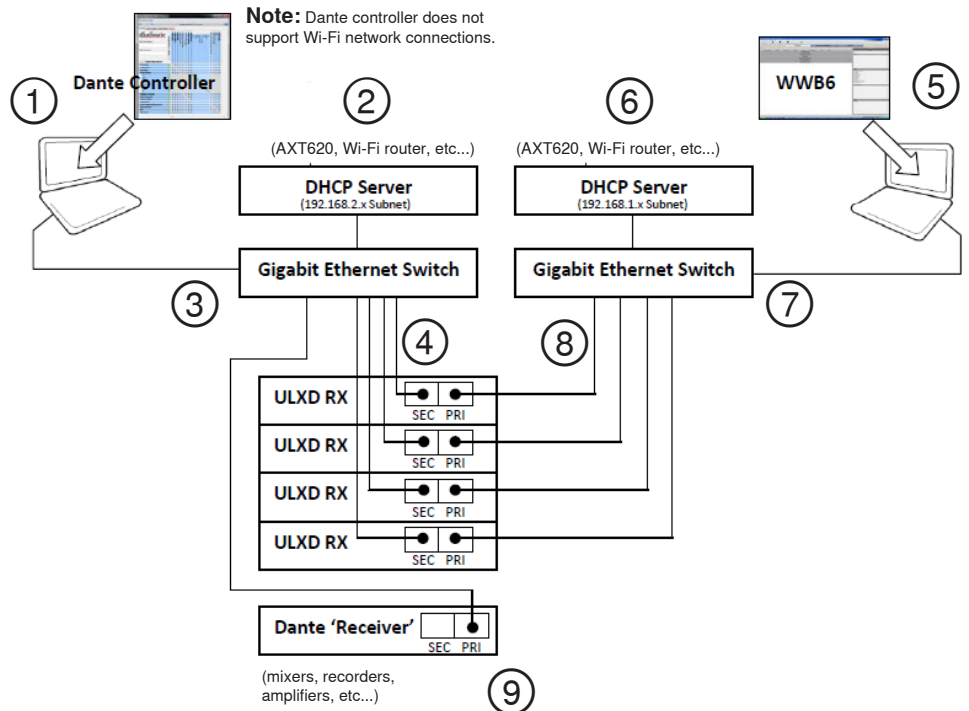 Note: Dante controller does not
support Wi-Fi network connections.
Dante Controller
WWB6
1
2
6
5
(AXT620, Wi-Fi router, etc...)
(AXT620, Wi-Fi router, etc...)
DHCP Server
(192.168.2.x Subnet)
DHCP Server
(192.168.1.x Subnet)
Gigabit Ethernet Switch
Gigabit Ethernet Switch
3
7
4
8
ULXD RX
SEC PRI
ULXD RX
SEC PRI
ULXD RX
SEC PRI
ULXD RX
SEC PRI
Dante ‘Receiver’
SEC PRI
(mixers, recorders,
amplifiers, etc...)
9